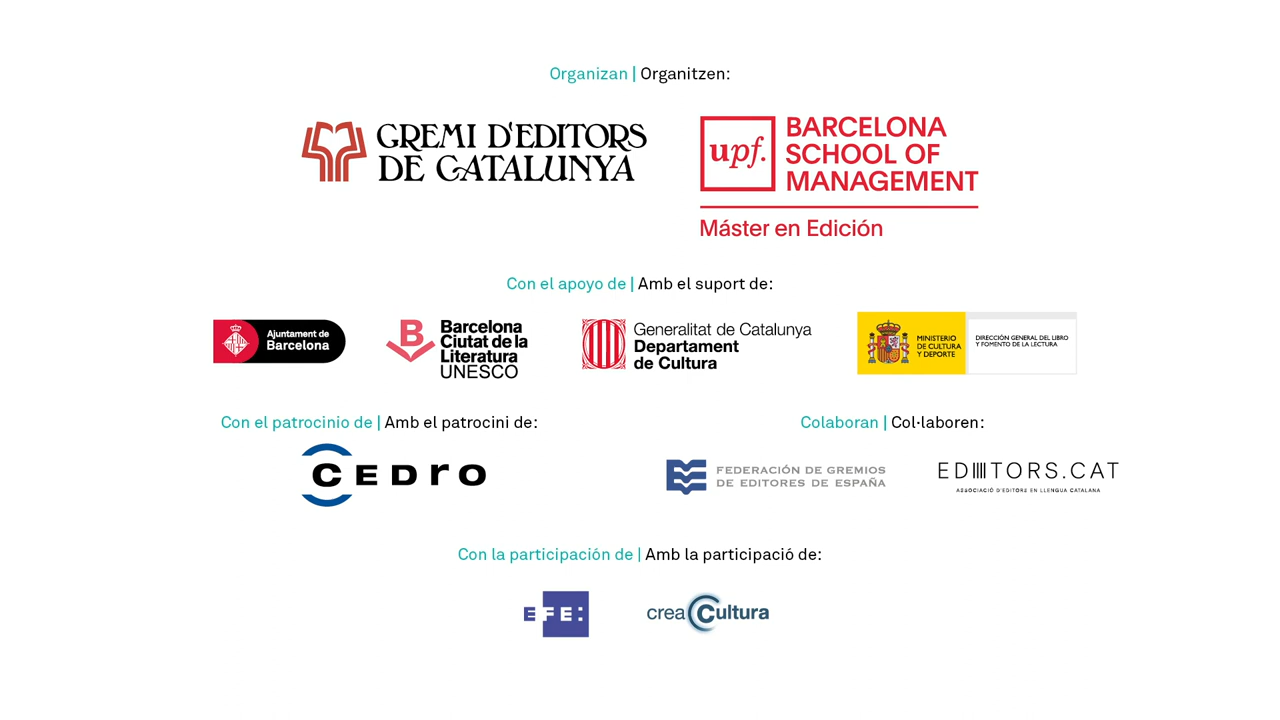 Organizan | Organitzen:
GREMI D'EDITORS
DE CATALUNYA
upf.
BARCELONA
SCHOOL OF
MANAGEMENT
Máster en Edición
Con el apoyo de | Amb el suport de:
Ajuntament de
Barcelona
B
Barcelona
Ciutat de la
Literatura
UNESCO
Generalitat de Catalunya
Departament
de Cultura
MINISTERIO
DE CULTURA
Y DEPORTE
DIRECCIÓN GENERAL DEL LIBRO
Y FOMENTO DE LA LECTURA
Con el patrocinio de | Amb el patrocini de:
CEDRO
Colaboran | Col·laboren:
FEDERACIÓN DE GREMIOS
DE EDITORES DE ESPAÑA
EDIIIITORS.CAT
ASSOCIACIÓ D'EDITORS EN LLENGUA CATALANA
Con la participación de | Amb la participació de:
EFE:
creaCCultura